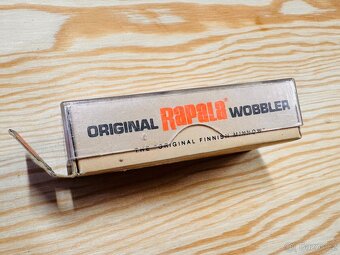 ORIGINAL Rapala® WOBBLER
THE "ORIGINAL FINNISH MINNOW"